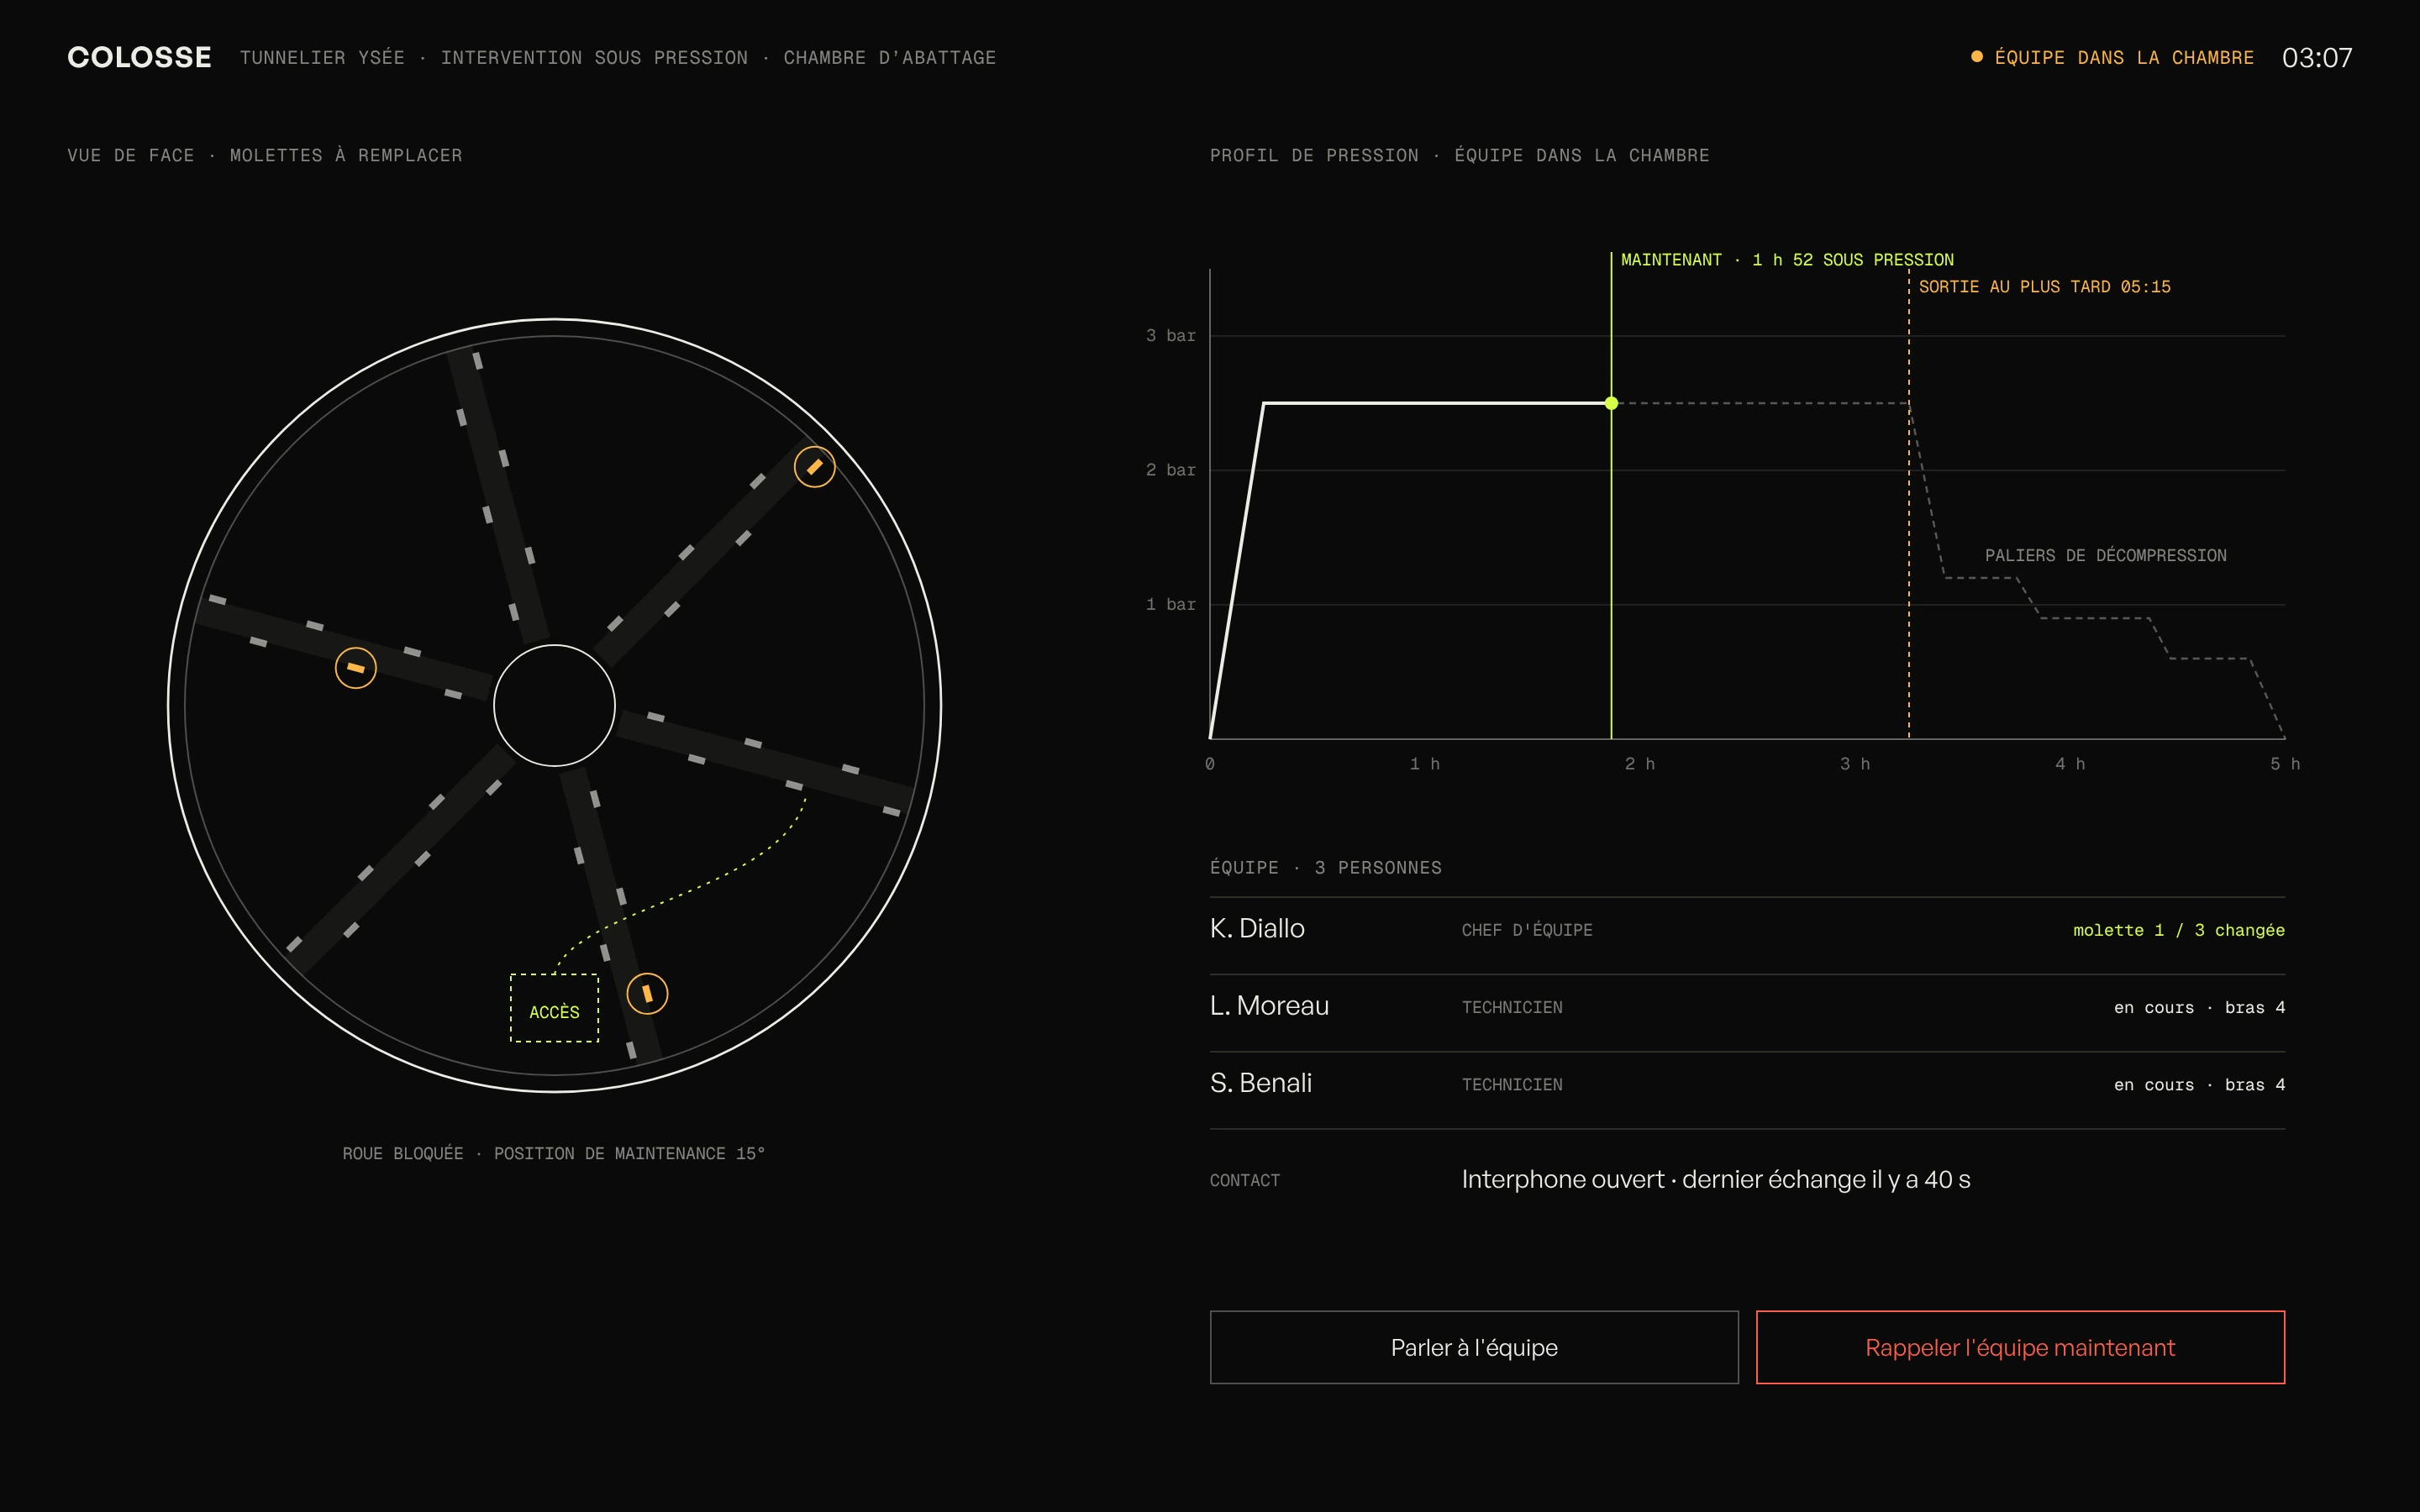 COLOSSE TUNNELIER YSÉE · INTERVENTION SOUS PRESSION · CHAMBRE D'ABATTAGE
ÉQUIPE DANS LA CHAMBRE 03:07
VUE DE FACE · MOLETTES À REMPLACER
ACCÈS
ROUE BLOQUÉE · POSITION DE MAINTENANCE 15°
PROFIL DE PRESSION · ÉQUIPE DANS LA CHAMBRE
MAINTENANT · 1 h 52 SOUS PRESSION
SORTIE AU PLUS TARD 05:15
3 bar
2 bar
PALIERS DE DÉCOMPRESSION
1 bar
0 1 h 2 h 3 h 4 h 5 h
ÉQUIPE · 3 PERSONNES
K. Diallo CHEF D'ÉQUIPE molette 1 / 3 changée
L. Moreau TECHNICIEN en cours · bras 4
S. Benali TECHNICIEN en cours · bras 4
CONTACT Interphone ouvert · dernier échange il y a 40 s
Parler à l'équipe
Rappeler l'équipe maintenant